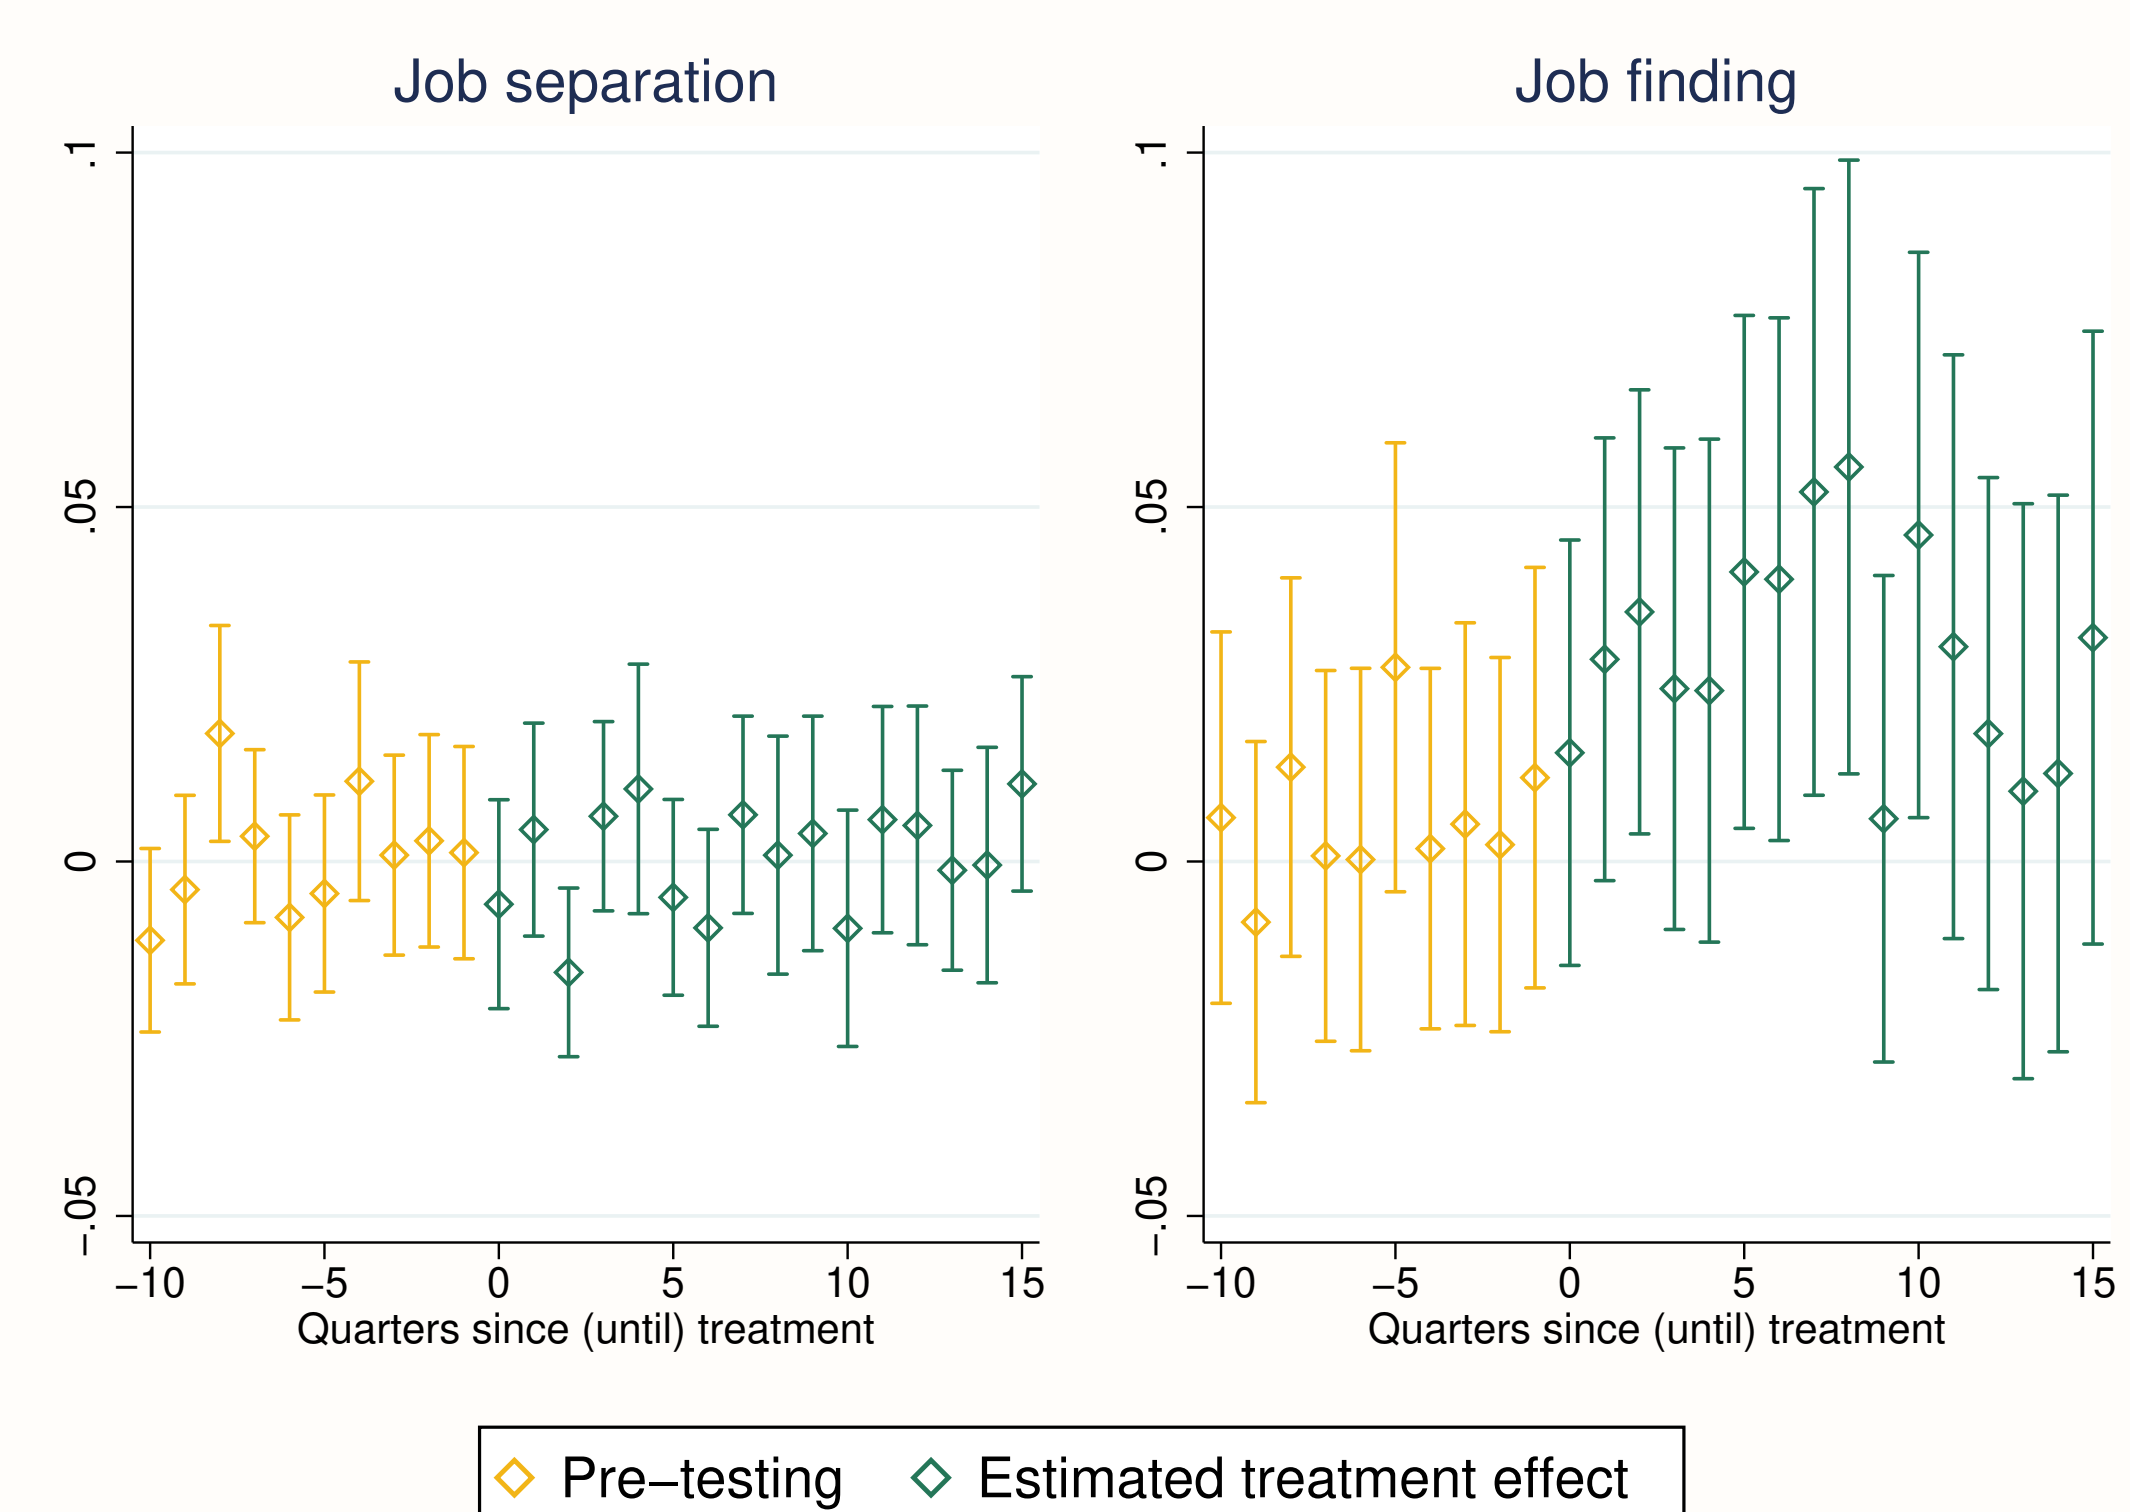 Job separation
.1
.05
0
−.05
−10 −5 0 5 10 15
Quarters since (until) treatment
Job finding
.1
.05
0
−.05
−10 −5 0 5 10 15
Quarters since (until) treatment
Pre−testing Estimated treatment effect